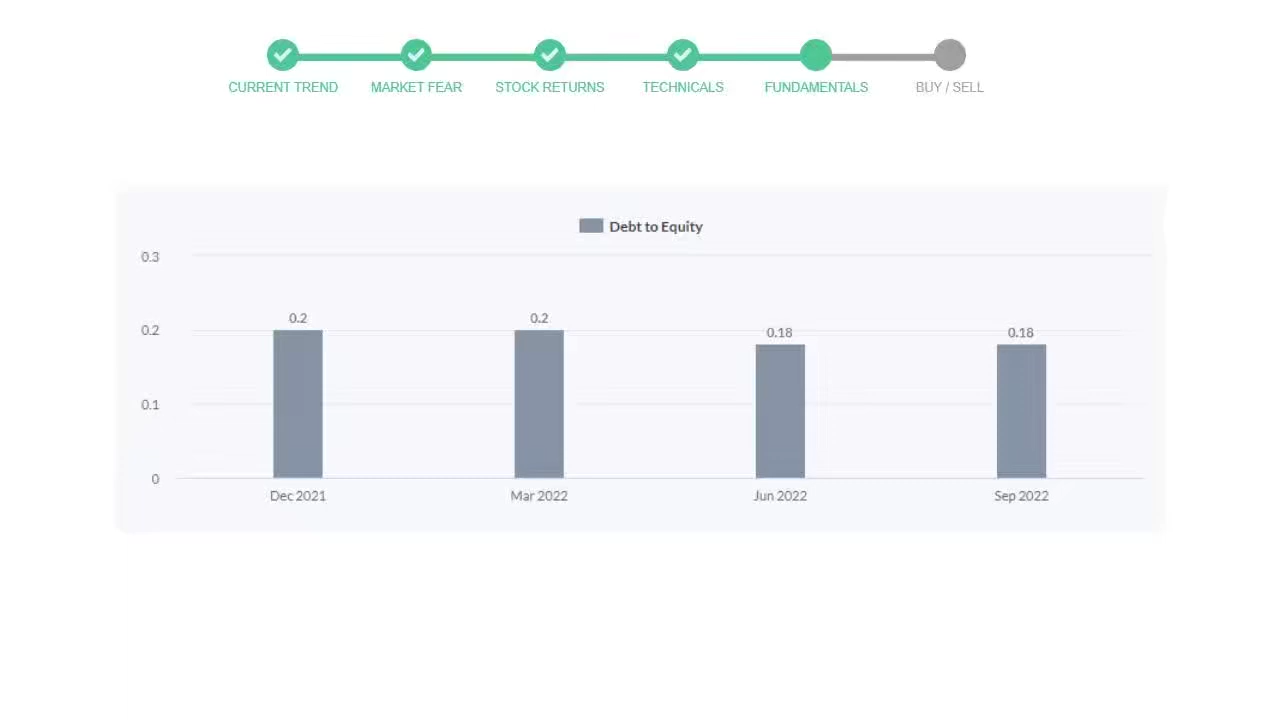 CURRENT TREND MARKET FEAR STOCK RETURNS TECHNICALS FUNDAMENTALS BUY / SELL
Debt to Equity
0.3
0.2 0.2
0.2 0.18 0.18
0.1
0
Dec 2021 Mar 2022 Jun 2022 Sep 2022